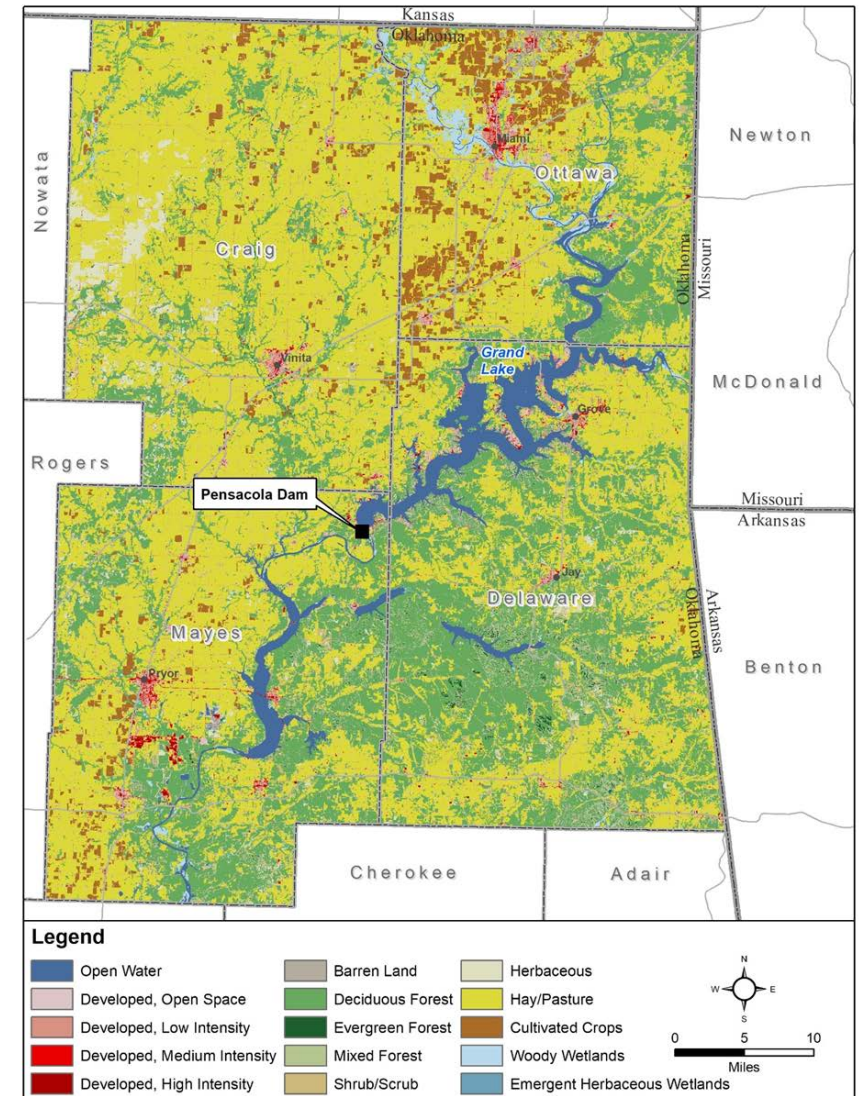 Kansas
Oklahoma
Newton
Miami
Ottawa
Nowata
Craig
Oklahoma
Missouri
Grand
Lake
Vinita
McDonald
Grove
Rogers
Pensacola Dam
Missouri
Arkansas
Jay
Delaware
Mayes
Oklahoma
Arkansas
Benton
Pryor
Cherokee
Adair
Legend
Open Water
Developed, Open Space
Developed, Low Intensity
Developed, Medium Intensity
Developed, High Intensity
Barren Land
Deciduous Forest
Evergreen Forest
Mixed Forest
Shrub/Scrub
Herbaceous
Hay/Pasture
Cultivated Crops
Woody Wetlands
Emergent Herbaceous Wetlands
N
W E
S
0 5 10
Miles